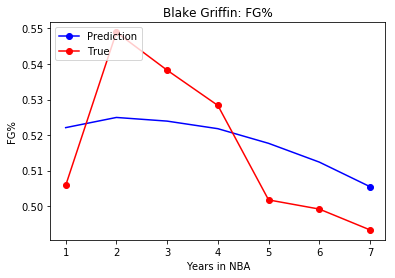 Blake Griffin: FG%
Prediction
True
0.55
0.54
0.53
0.52
0.51
0.50
FG%
1 2 3 4 5 6 7
Years in NBA